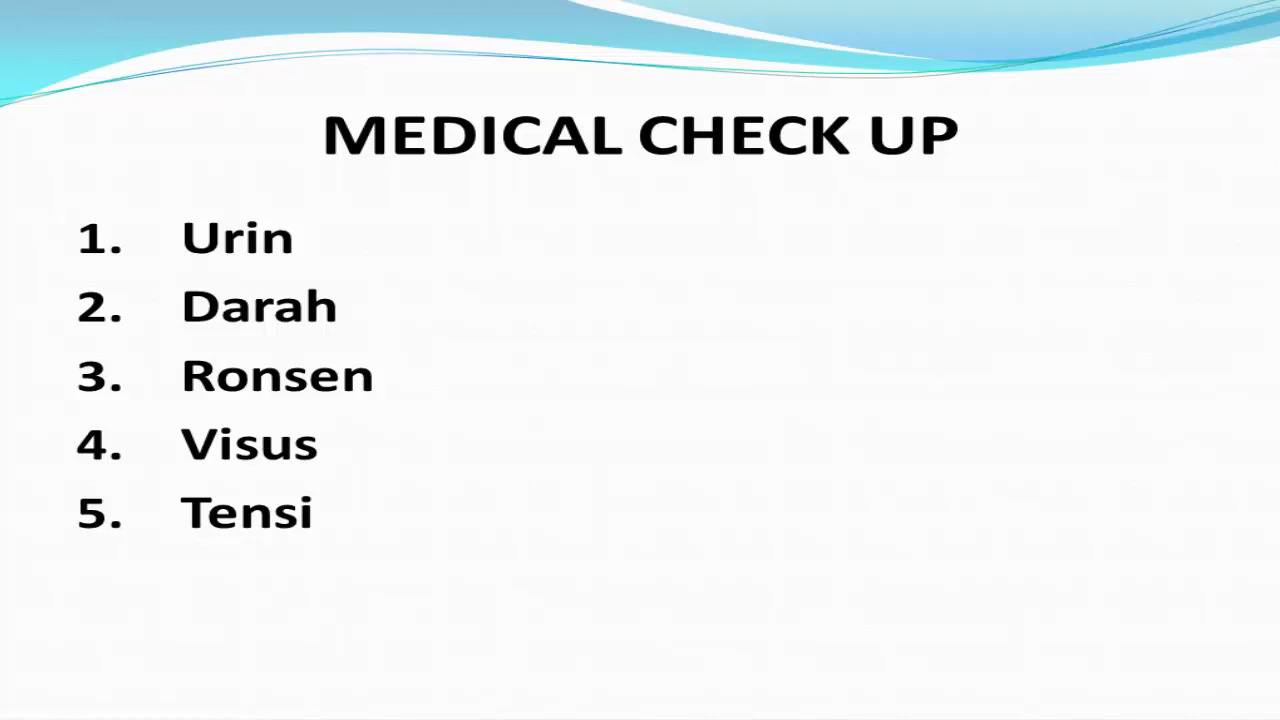 MEDICAL CHECK UP
1. Urin
2. Darah
3. Ronsen
4. Visus
5. Tensi